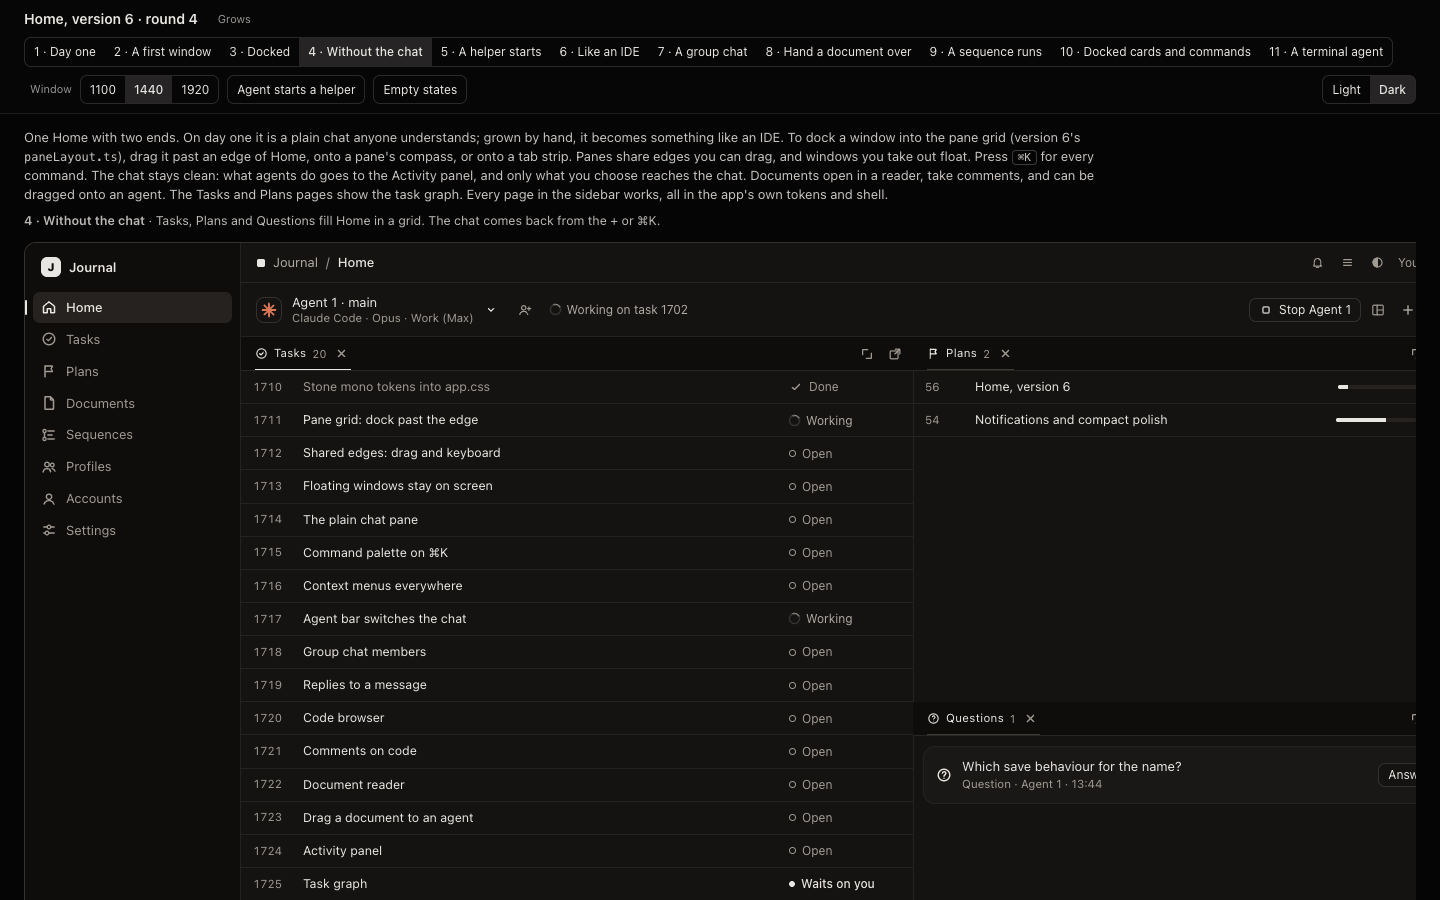 Home, version 6 · round 4 Grows
1 · Day one 2 · A first window 3 · Docked 4 · Without the chat 5 · A helper starts 6 · Like an IDE 7 · A group chat 8 · Hand a document over 9 · A sequence runs 10 · Docked cards and commands 11 · A terminal agent
Window 1100 1440 1920 Agent starts a helper Empty states Light Dark
One Home with two ends. On day one it is a plain chat anyone understands; grown by hand, it becomes something like an IDE. To dock a window into the pane grid (version 6's
paneLayout.ts), drag it past an edge of Home, onto a pane's compass, or onto a tab strip. Panes share edges you can drag, and windows you take out float. Press ⌘K for every
command. The chat stays clean: what agents do goes to the Activity panel, and only what you choose reaches the chat. Documents open in a reader, take comments, and can be
dragged onto an agent. The Tasks and Plans pages show the task graph. Every page in the sidebar works, all in the app's own tokens and shell.
4 · Without the chat · Tasks, Plans and Questions fill Home in a grid. The chat comes back from the + or ⌘K.
J Journal
Home
Tasks
Plans
Documents
Sequences
Profiles
Accounts
Settings
Journal / Home You
Agent 1 · main
Claude Code · Opus · Work (Max)
Working on task 1702
Stop Agent 1
Tasks 20
1710 Stone mono tokens into app.css Done
1711 Pane grid: dock past the edge Working
1712 Shared edges: drag and keyboard Open
1713 Floating windows stay on screen Open
1714 The plain chat pane Open
1715 Command palette on ⌘K Open
1716 Context menus everywhere Open
1717 Agent bar switches the chat Working
1718 Group chat members Open
1719 Replies to a message Open
1720 Code browser Open
1721 Comments on code Open
1722 Document reader Open
1723 Drag a document to an agent Open
1724 Activity panel Open
1725 Task graph Waits on you
Plans 2
56 Home, version 6
54 Notifications and compact polish
Questions 1
Which save behaviour for the name?
Question · Agent 1 · 13:44
Answ